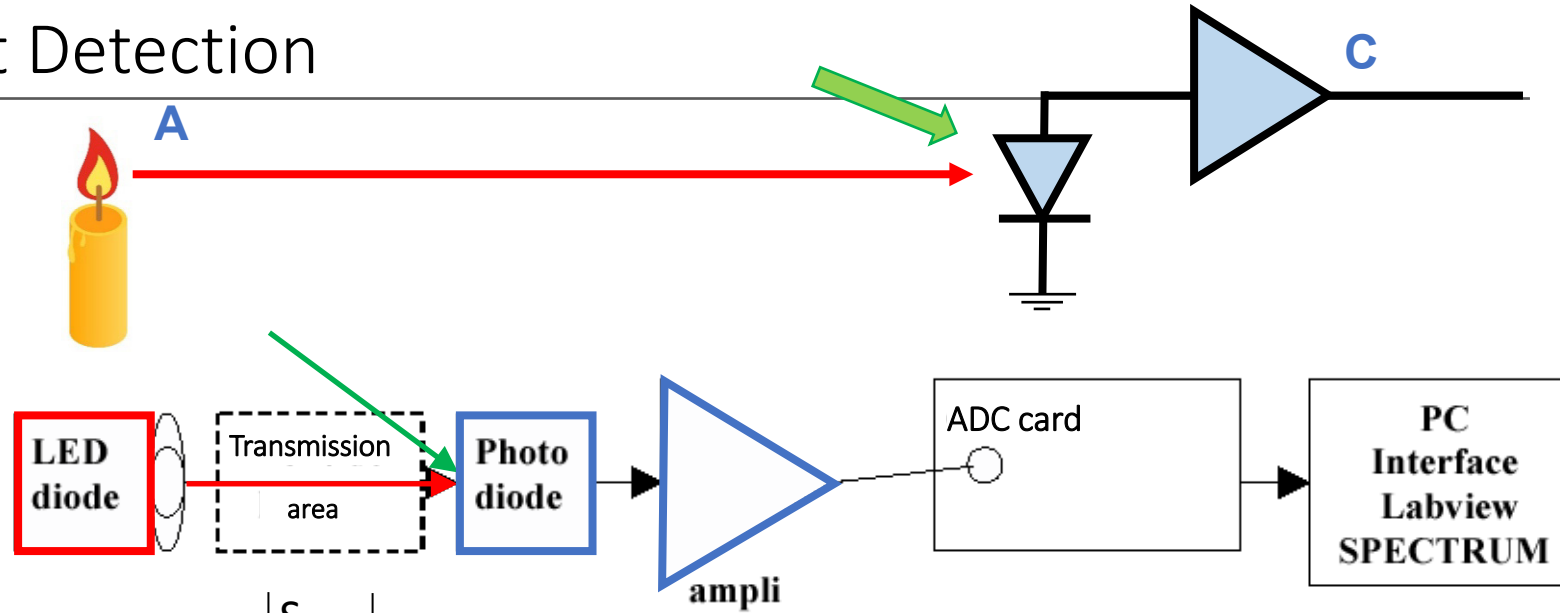 t Detection
A
C
LED
diode
Transmission
area
Photo
diode
ampli
ADC card
PC
Interface
Labview
SPECTRUM
S